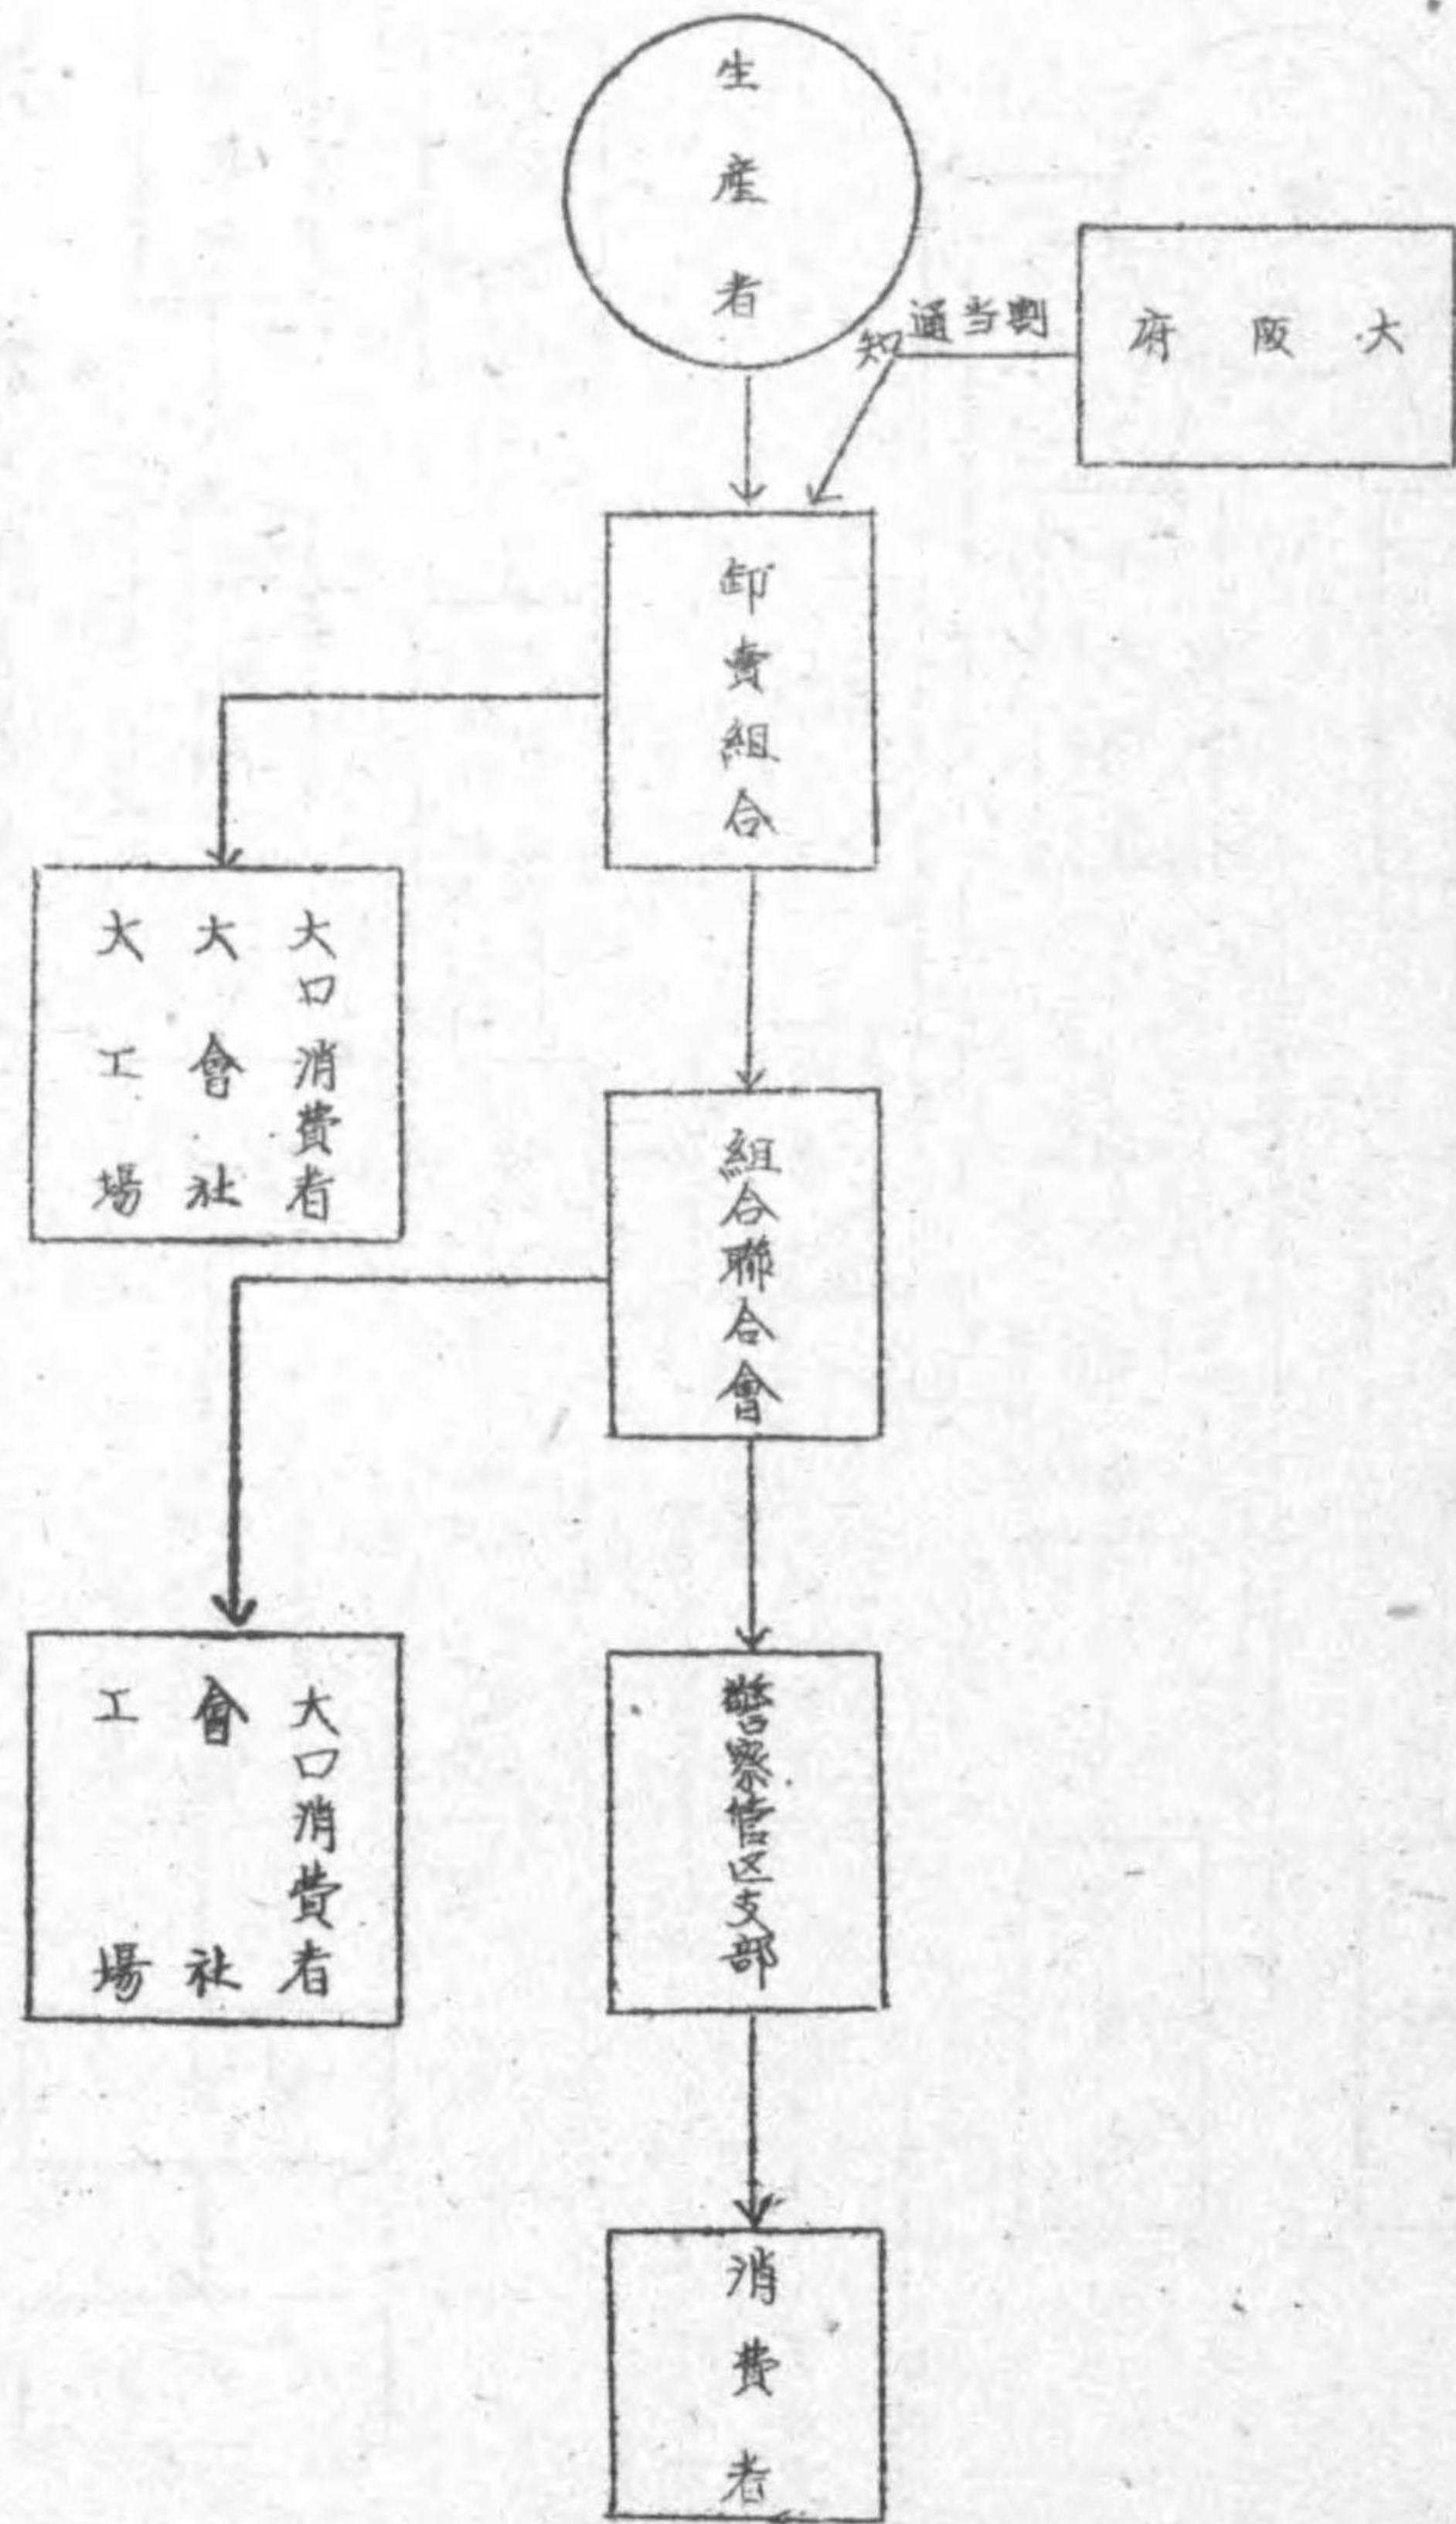 生産者
大阪府
割当通知
卸賣組合
大口消費者
大會社
大工場
組合聯合會
大口消費者
會社
工場
警察管区支部
消費者